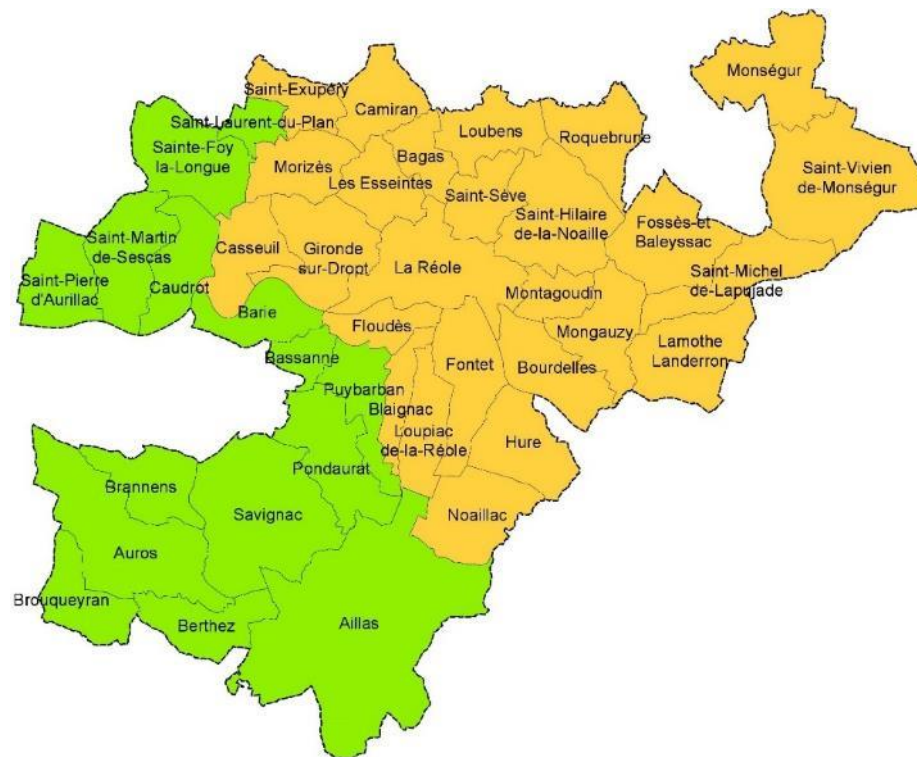 Monségur
Saint-Exupéry
Camiran
Saint-Laurent-du-Plan
Loubens
Roquebrune
Sainte-Foy
la-Longue
Morizès
Bagas
Les Esseintes
Saint-Sève
Saint-Vivien
de-Monségur
Saint-Hilaire
de-la-Noaille
Fossès-et
Baleyssac
Saint-Martin
de-Sescas
Casseuil
Gironde
sur-Dropt
La Réole
Saint-Michel
de-Lapujade
Saint-Pierre
d'Aurillac
Caudrot
Montagoudin
Barie
Floudès
Mongauzy
Lamothe
Landerron
Bassanne
Fontet
Bourdelles
Puybarban
Blaignac
Loupiac
de-la-Réole
Hure
Pondaurat
Brannens
Savignac
Noaillac
Auros
Brouqueyran
Berthez
Aillas